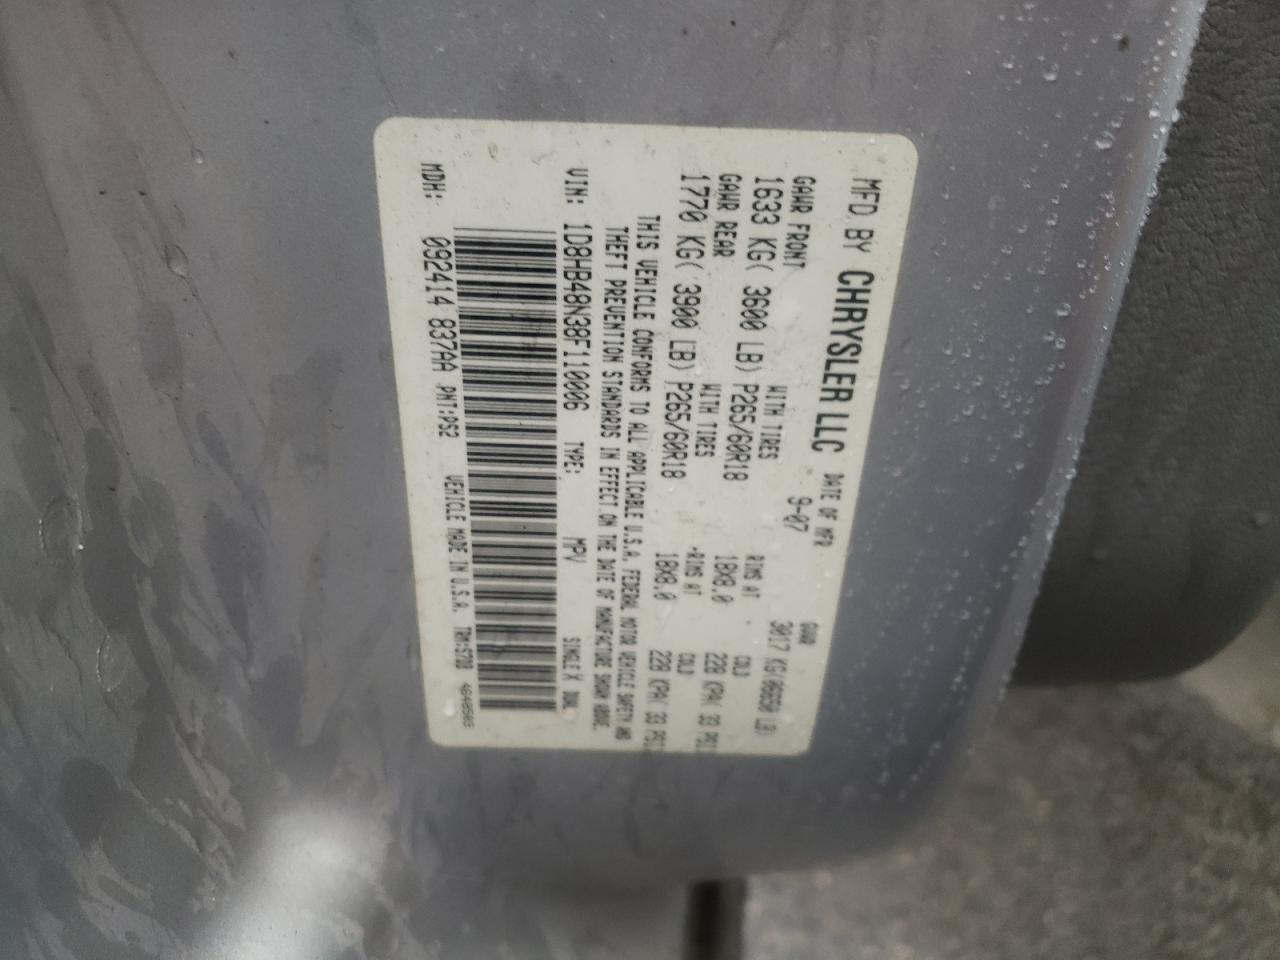 MFD BY CHRYSLER LLC DATE OF MFR GVWR
9-07 3017 KG(06650 LB)
GAWR FRONT WITH TIRES RIMS AT COLD
1633 KG( 3600 LB) P265/60R18 18X8.0 228 KPA( 33 PSI
GAWR REAR WITH TIRES RIMS AT COLD
1770 KG( 3900 LB) P265/60R18 18X8.0 228 KPA( 33 PSI
THIS VEHICLE CONFORMS TO ALL APPLICABLE U.S.A. FEDERAL MOTOR VEHICLE SAFETY AND
THEFT PREVENTION STANDARDS IN EFFECT ON THE DATE OF MANUFACTURE SHOWN ABOVE.
VIN: 1D8HB48N38F110006 TYPE: MPV SINGLE X DUAL
MDH: 092414 837AA PNT:PS2 VEHICLE MADE IN U.S.A.